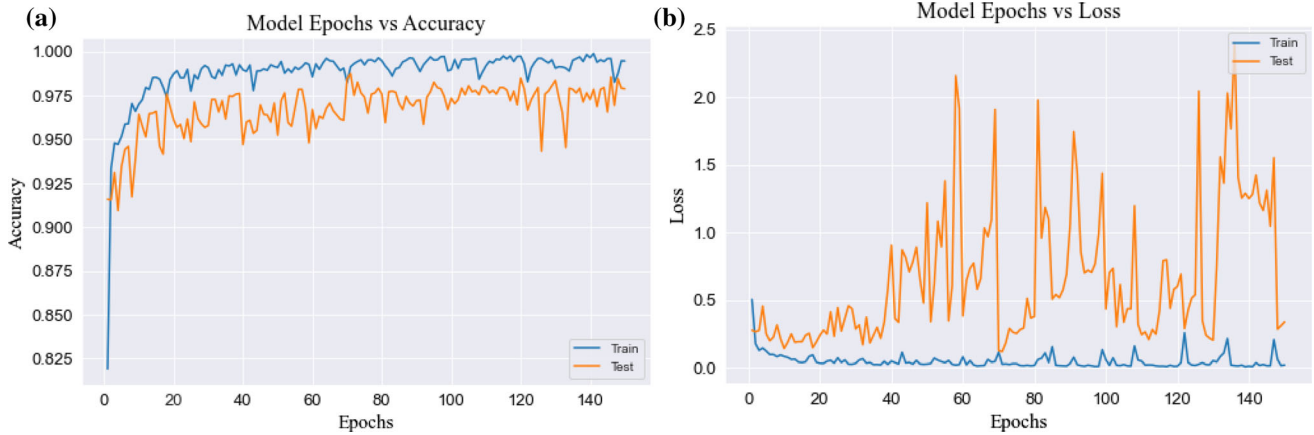 (a)
Model Epochs vs Accuracy
1.000
0.975
0.950
0.925
0.900
0.875
0.850
0.825
Accuracy
0 20 40 60 80 100 120 140
Epochs
Train
Test
(b)
Model Epochs vs Loss
2.5
2.0
1.5
1.0
0.5
0.0
Loss
0 20 40 60 80 100 120 140
Epochs
Train
Test